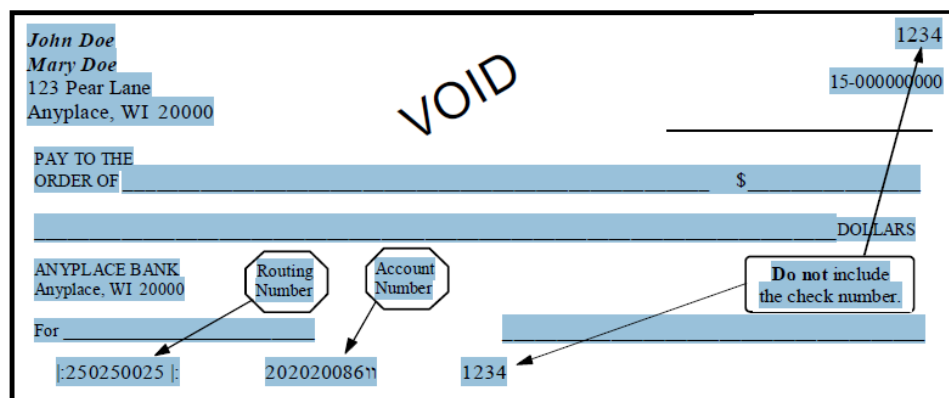 John Doe
1234
Mary Doe
123 Pear Lane
15-000000000
Anyplace, WI 20000
VOID
PAY TO THE
ORDER OF $
DOLLARS
ANYPLACE BANK
Anyplace, WI 20000
Routing
Number
Account
Number
Do not include
the check number.
For
|:250250025 |: 202020086וי 1234